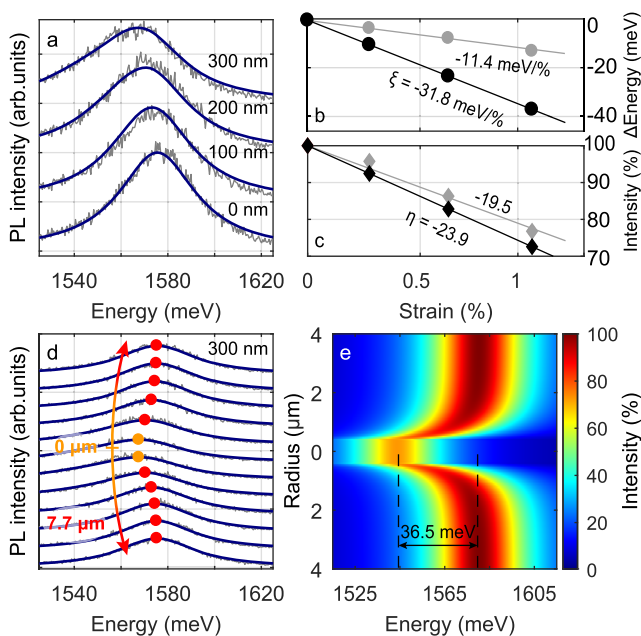 a
300 nm
200 nm
100 nm
0 nm
PL intensity (arb.units)
1540 1580 1620
Energy (meV)
b
-11.4 meV/%
ξ = -31.8 meV/%
0
-20
-40
ΔEnergy (meV)
c
-19.5
η = -23.9
100
90
80
70
Intensity (%)
0 0.5 1
Strain (%)
d
300 nm
0 μm
7.7 μm
PL intensity (arb.units)
1540 1580 1620
Energy (meV)
e
4
2
0
2
4
Radius (μm)
36.5 meV
1525 1565 1605
Energy (meV)
100
80
60
40
20
0
Intensity (%)